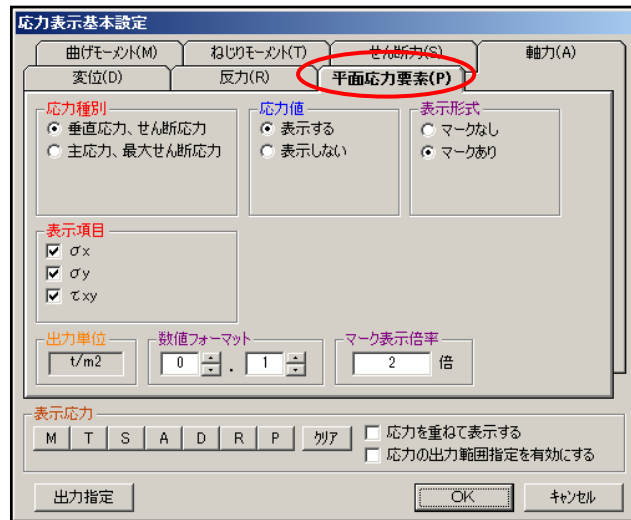 応力表示基本設定
曲げモーメント(M) ねじりモーメント(T) せん断力(S) 軸力(A)
変位(D) 反力(R) 平面応力要素(P)
応力種別 応力値 表示形式
垂直応力、せん断応力 表示する マークなし
主応力、最大せん断応力 表示しない マークあり
表示項目
σx
σy
τxy
出力単位 数値フォーマット マーク表示倍率
t/m2 0 . 1 2 倍
表示応力
M T S A D R P クリア 応力を重ねて表示する
応力の出力範囲指定を有効にする
出力指定 OK キャンセル